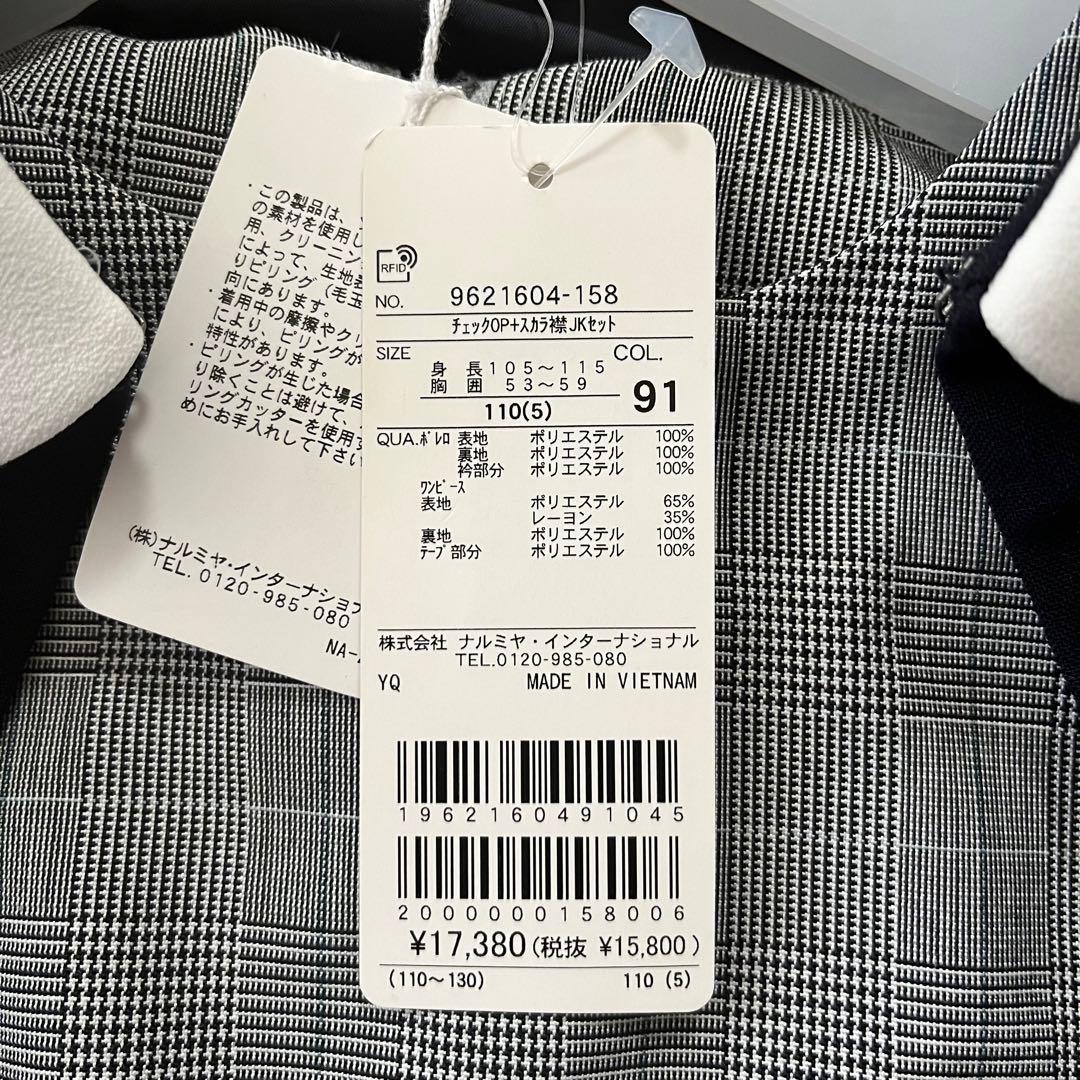 ・この製品は、
の素材を使用し
用、クリーニン
によって、生地表
りピリング（毛玉
向にあります。
・着用中の摩擦やクリ
により、ピリングが
特性があります。
・ピリングが生じた場合
り除くことは避けて、
リングカッターを使用す
めにお手入れして下さい
(株)ナルミヤ・インターナショナ
TEL. 0120-985-080
NA-
RFID
NO. 9621604-158
チェックOP+スカラ襟JKセット
SIZE COL.
身長 105～115
胸囲 53～59
110(5) 91
QUA.ﾎﾞﾚﾛ 表地 ポリエステル 100%
裏地 ポリエステル 100%
衿部分 ポリエステル 100%
ﾜﾝﾋﾟｰｽ
表地 ポリエステル 65%
レーヨン 35%
裏地 ポリエステル 100%
ﾃｰﾌﾟ部分 ポリエステル 100%
株式会社 ナルミヤ・インターナショナル
TEL.0120-985-080
YQ MADE IN VIETNAM
1962160491045
2000000158006
¥17,380(税抜 ¥15,800)
(110～130) 110 (5)